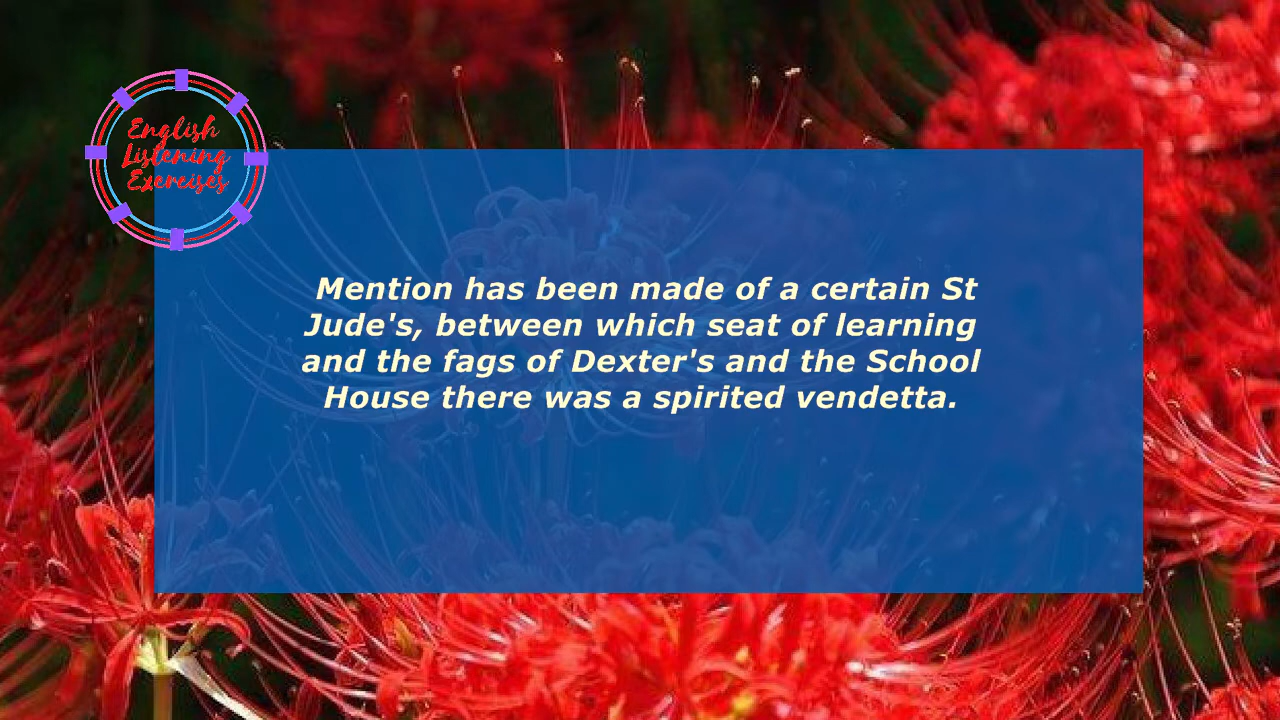 English
Listening
Exercises
Mention has been made of a certain St
Jude's, between which seat of learning
and the fags of Dexter's and the School
House there was a spirited vendetta.